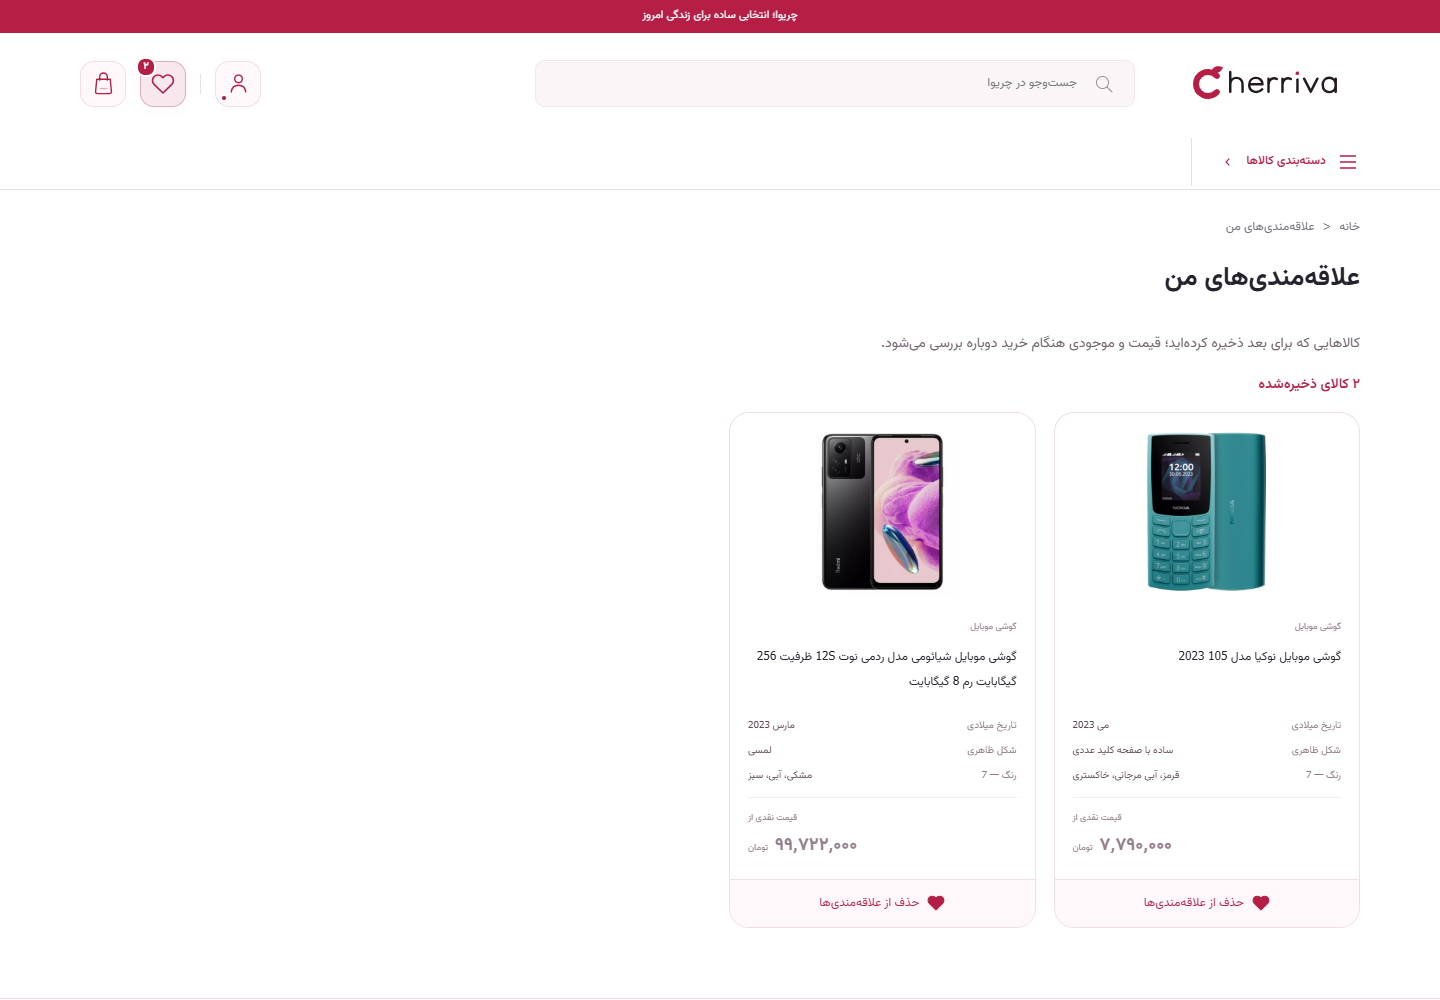 چریوا؛ انتخابی ساده برای زندگی امروز
Cherriva
جست‌وجو در چریوا
۲
دسته‌بندی کالاها
خانه > علاقه‌مندی‌های من
علاقه‌مندی‌های من
کالاهایی که برای بعد ذخیره کرده‌اید؛ قیمت و موجودی هنگام خرید دوباره بررسی می‌شود.
۲ کالای ذخیره‌شده
12:00
NOKIA
NOKIA
گوشی موبایل
گوشی موبایل نوکیا مدل 105 2023
تاریخ میلادی
می 2023
شکل ظاهری
ساده با صفحه کلید عددی
رنگ — 7
قرمز، آبی مرجانی، خاکستری
قیمت نقدی از
۷,۷۹۰,۰۰۰ تومان
حذف از علاقه‌مندی‌ها
Redmi
گوشی موبایل
گوشی موبایل شیائومی مدل ردمی نوت 12S ظرفیت 256
گیگابایت رم 8 گیگابایت
تاریخ میلادی
مارس 2023
شکل ظاهری
لمسی
رنگ — 7
مشکی، آبی، سبز
قیمت نقدی از
۹۹,۷۲۲,۰۰۰ تومان
حذف از علاقه‌مندی‌ها